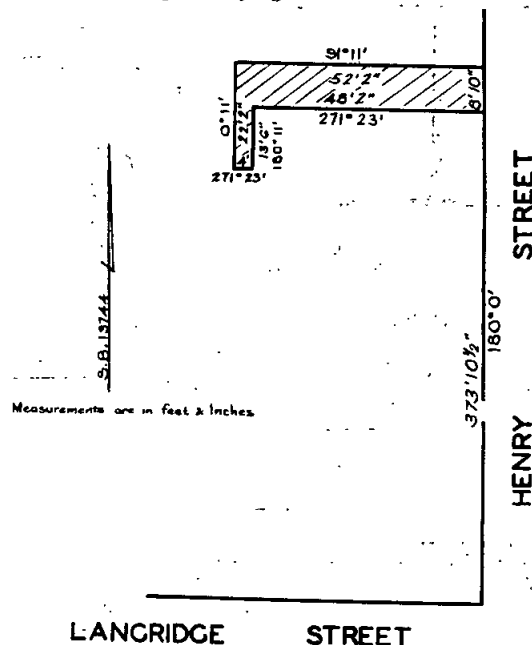 91°11'
52'2"
48'2"
8'10"
271°23'
0°11'
22'2"
13'6"
180°11'
271°23'
STREET
180°0'
373'10½"
HENRY
S.B. 13744
Measurements are in feet & Inches
LANGRIDGE STREET